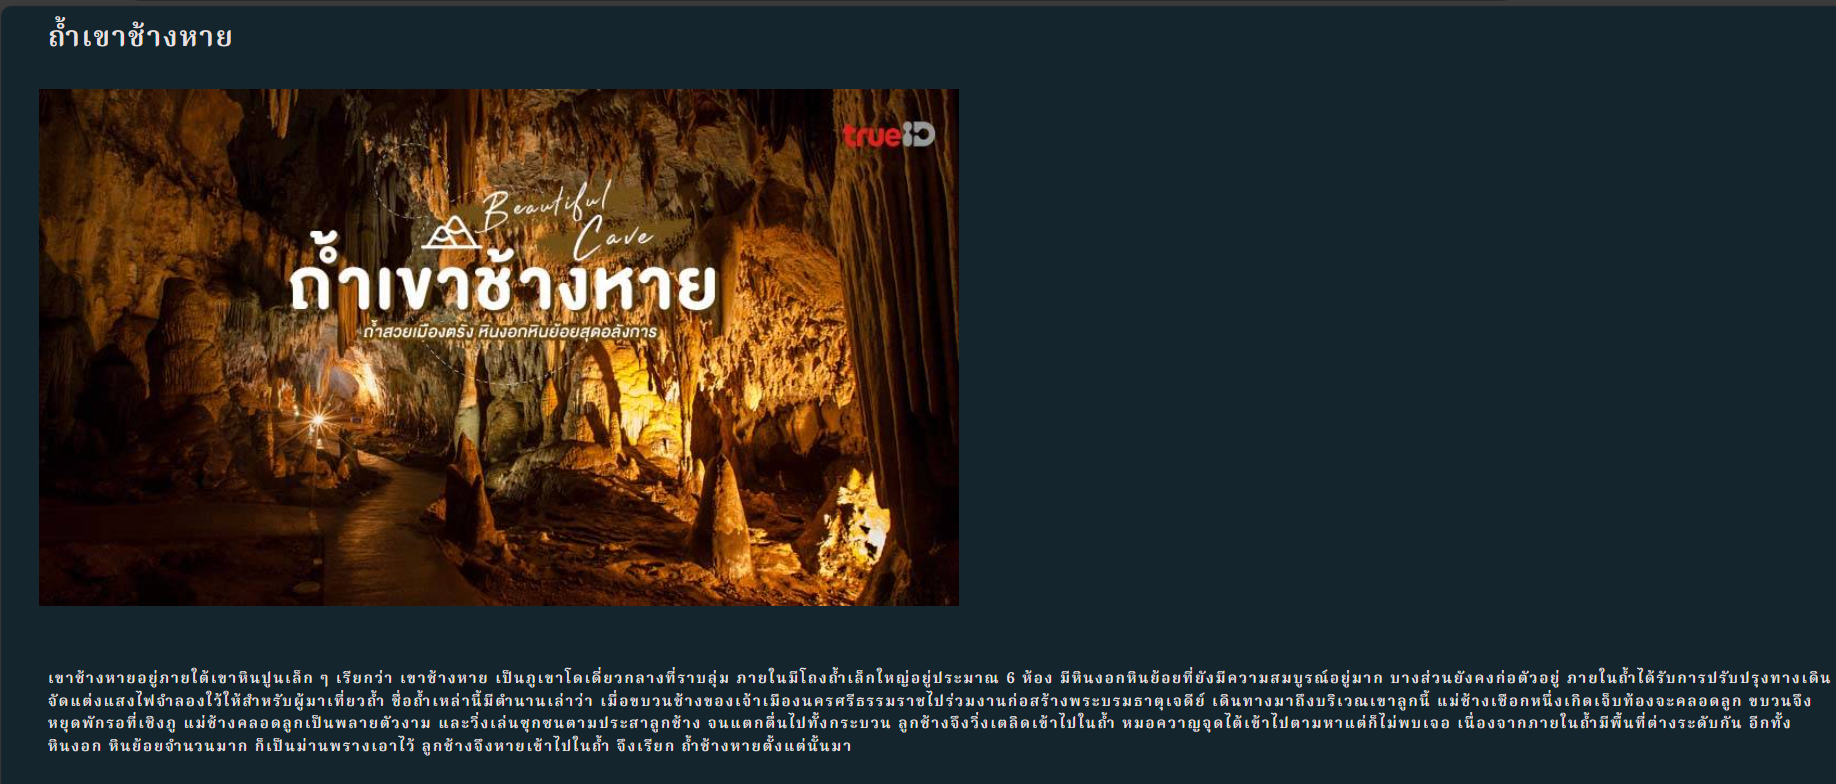 ถ้ำเขาช้างหาย
trueID
Beautiful
Cave
ถ้ำเขาช้างหาย
ถ้ำสวยเมืองตรัง หินงอกหินย้อยสุดอลังการ
เขาช้างหายอยู่ภายใต้เขาหินปูนเล็ก ๆ เรียกว่า เขาช้างหาย เป็นภูเขาโดดเดี่ยวกลางที่ราบลุ่ม ภายในมีโถงถ้ำเล็กใหญ่อยู่ประมาณ 6 ห้อง มีหินงอกหินย้อยที่ยังมีความสมบูรณ์อยู่มาก บางส่วนยังคงก่อตัวอยู่ ภายในถ้ำได้รับการปรับปรุงทางเดิน
จัดแต่งแสงไฟจำลองใว้ให้สำหรับผู้มาเที่ยวถ้ำ ชื่อถ้ำเหล่านี้มีตำนานเล่าว่า เมื่อขบวนช้างของเจ้าเมืองนครศรีธรรมราชไปร่วมงานก่อสร้างพระบรมธาตุเจดีย์ เดินทางมาถึงบริเวณเขาลูกนี้ แม่ช้างเชือกหนึ่งเกิดเจ็บท้องจะคลอดลูก ขบวนจึง
หยุดพักรอที่เชิงภู แม่ช้างคลอดลูกเป็นพลายตัวงาม และวิ่งเล่นซุกซนตามประสาลูกช้าง จนแตกตื่นไปทั้งกระบวน ลูกช้างจึงวิ่งเตลิดเข้าไปในถ้ำ หมอควาญจุดไต้เข้าไปตามหาแต่ก็ไม่พบเจอ เนื่องจากภายในถ้ำมีพื้นที่ต่างระดับกัน อีกทั้ง
หินงอก หินย้อยจำนวนมาก ก็เป็นม่านพรางเอาไว้ ลูกช้างจึงหายเข้าไปในถ้ำ จึงเรียก ถ้ำช้างหายตั้งแต่นั้นมา